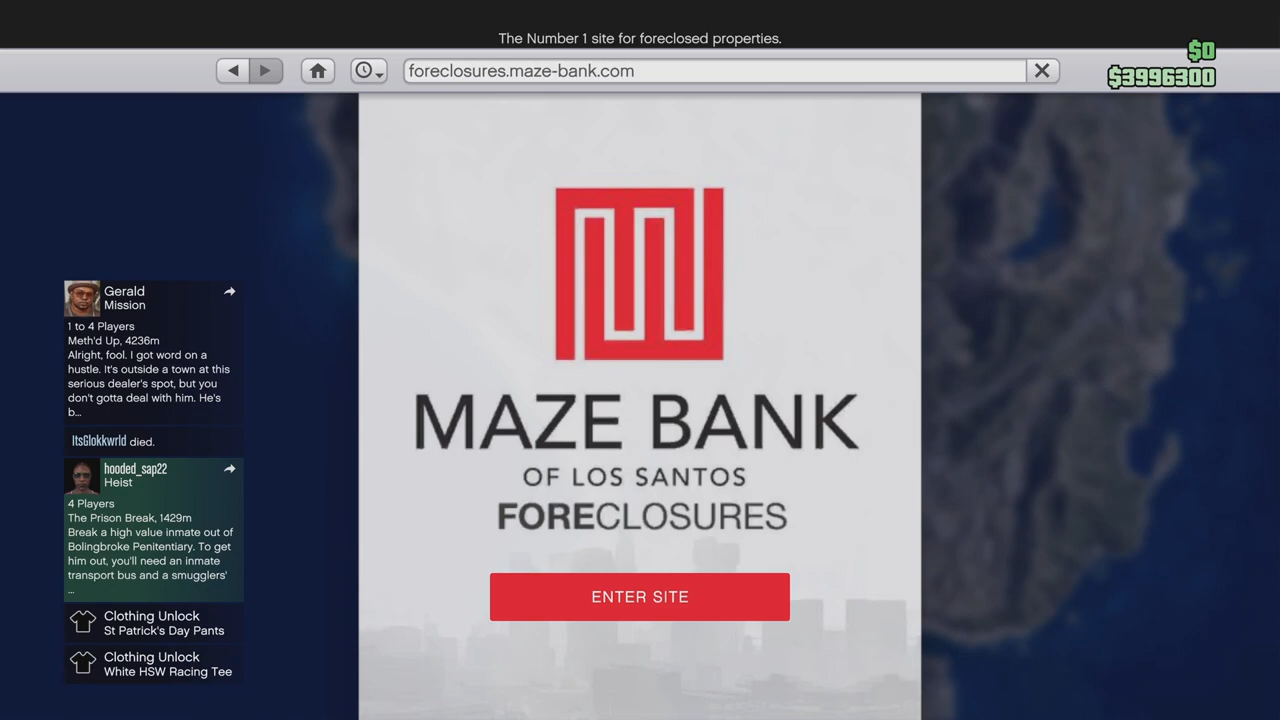 The Number 1 site for foreclosed properties.
foreclosures.maze-bank.com
$0
$3996300
MAZE BANK
OF LOS SANTOS
FORECLOSURES
ENTER SITE
Gerald
Mission
1 to 4 Players
Meth'd Up, 4236m
Alright, fool. I got word on a
hustle. It's outside a town at this
serious dealer's spot, but you
don't gotta deal with him. He's
b...
ItsGlokkwrld died.
hooded_sap22
Heist
4 Players
The Prison Break, 1429m
Break a high value inmate out of
Bolingbroke Penitentiary. To get
him out, you'll need an inmate
transport bus and a smugglers'
...
Clothing Unlock
St Patrick's Day Pants
Clothing Unlock
White HSW Racing Tee